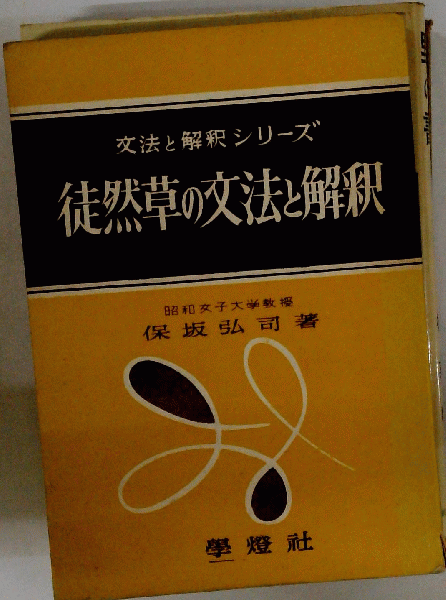 文法と解釈シリーズ
徒然草の文法と解釈
昭和女子大学教授
保坂弘司著
學燈社